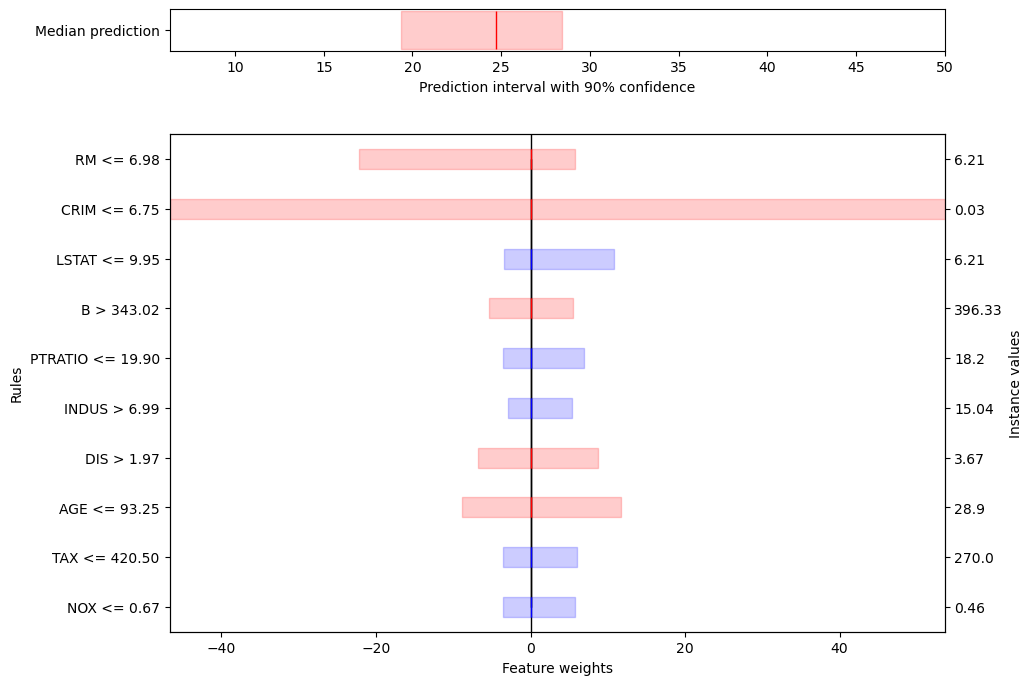 Median prediction
10 15 20 25 30 35 40 45 50
Prediction interval with 90% confidence
Rules
RM <= 6.98 6.21
CRIM <= 6.75 0.03
LSTAT <= 9.95 6.21
B > 343.02 396.33
PTRATIO <= 19.90 18.2
INDUS > 6.99 15.04
DIS > 1.97 3.67
AGE <= 93.25 28.9
TAX <= 420.50 270.0
NOX <= 0.67 0.46
Instance values
−40 −20 0 20 40
Feature weights